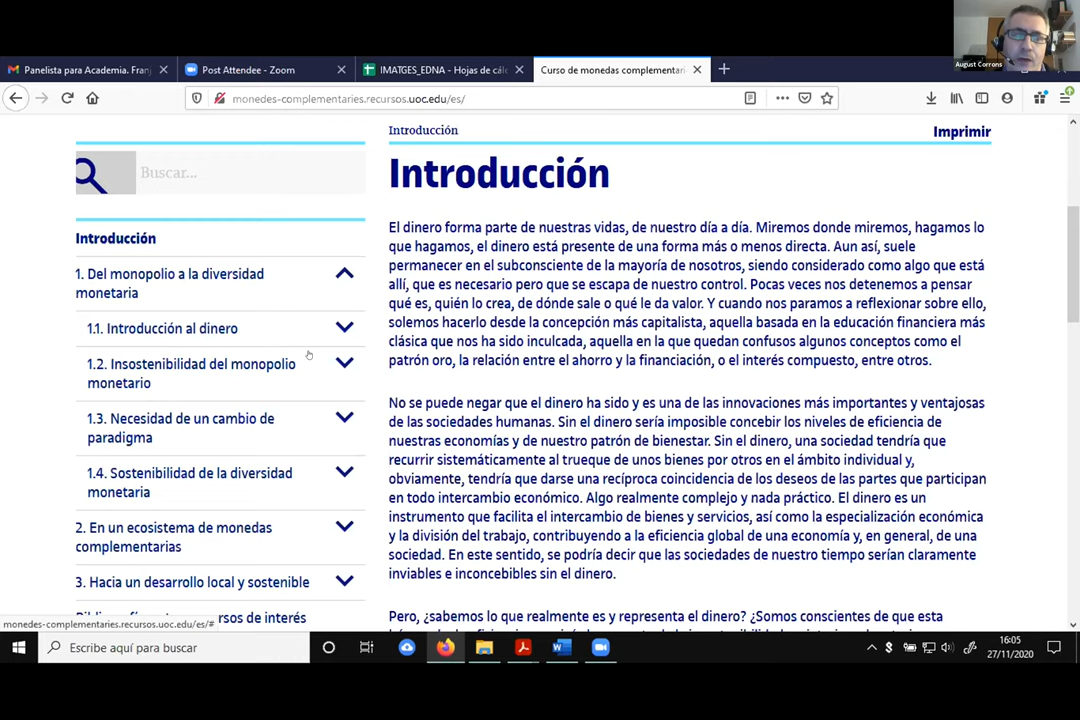 August Corrons
Panelista para Academia. Franj
Post Attendee - Zoom
IMATGES_EDNA - Hojas de cálc
Curso de monedas complementari
monedes-complementaries.recursos.uoc.edu/es/
Buscar...
Introducción
1. Del monopolio a la diversidad
monetaria
1.1. Introducción al dinero
1.2. Insostenibilidad del monopolio
monetario
1.3. Necesidad de un cambio de
paradigma
1.4. Sostenibilidad de la diversidad
monetaria
2. En un ecosistema de monedas
complementarias
3. Hacia un desarrollo local y sostenible
rsos de interés
Introducción
Imprimir
Introducción
El dinero forma parte de nuestras vidas, de nuestro día a día. Miremos donde miremos, hagamos lo
que hagamos, el dinero está presente de una forma más o menos directa. Aun así, suele
permanecer en el subconsciente de la mayoría de nosotros, siendo considerado como algo que está
allí, que es necesario pero que se escapa de nuestro control. Pocas veces nos detenemos a pensar
qué es, quién lo crea, de dónde sale o qué le da valor. Y cuando nos paramos a reflexionar sobre ello,
solemos hacerlo desde la concepción más capitalista, aquella basada en la educación financiera más
clásica que nos ha sido inculcada, aquella en la que quedan confusos algunos conceptos como el
patrón oro, la relación entre el ahorro y la financiación, o el interés compuesto, entre otros.
No se puede negar que el dinero ha sido y es una de las innovaciones más importantes y ventajosas
de las sociedades humanas. Sin el dinero sería imposible concebir los niveles de eficiencia de
nuestras economías y de nuestro patrón de bienestar. Sin el dinero, una sociedad tendría que
recurrir sistemáticamente al trueque de unos bienes por otros en el ámbito individual y,
obviamente, tendría que darse una recíproca coincidencia de los deseos de las partes que participan
en todo intercambio económico. Algo realmente complejo y nada práctico. El dinero es un
instrumento que facilita el intercambio de bienes y servicios, así como la especialización económica
y la división del trabajo, contribuyendo a la eficiencia global de una economía y, en general, de una
sociedad. En este sentido, se podría decir que las sociedades de nuestro tiempo serían claramente
inviables e inconcebibles sin el dinero.
Pero, ¿sabemos lo que realmente es y representa el dinero? ¿Somos conscientes de que esta
monedes-complementaries.recursos.uoc.edu/es/#
Escribe aquí para buscar
16:05
27/11/2020